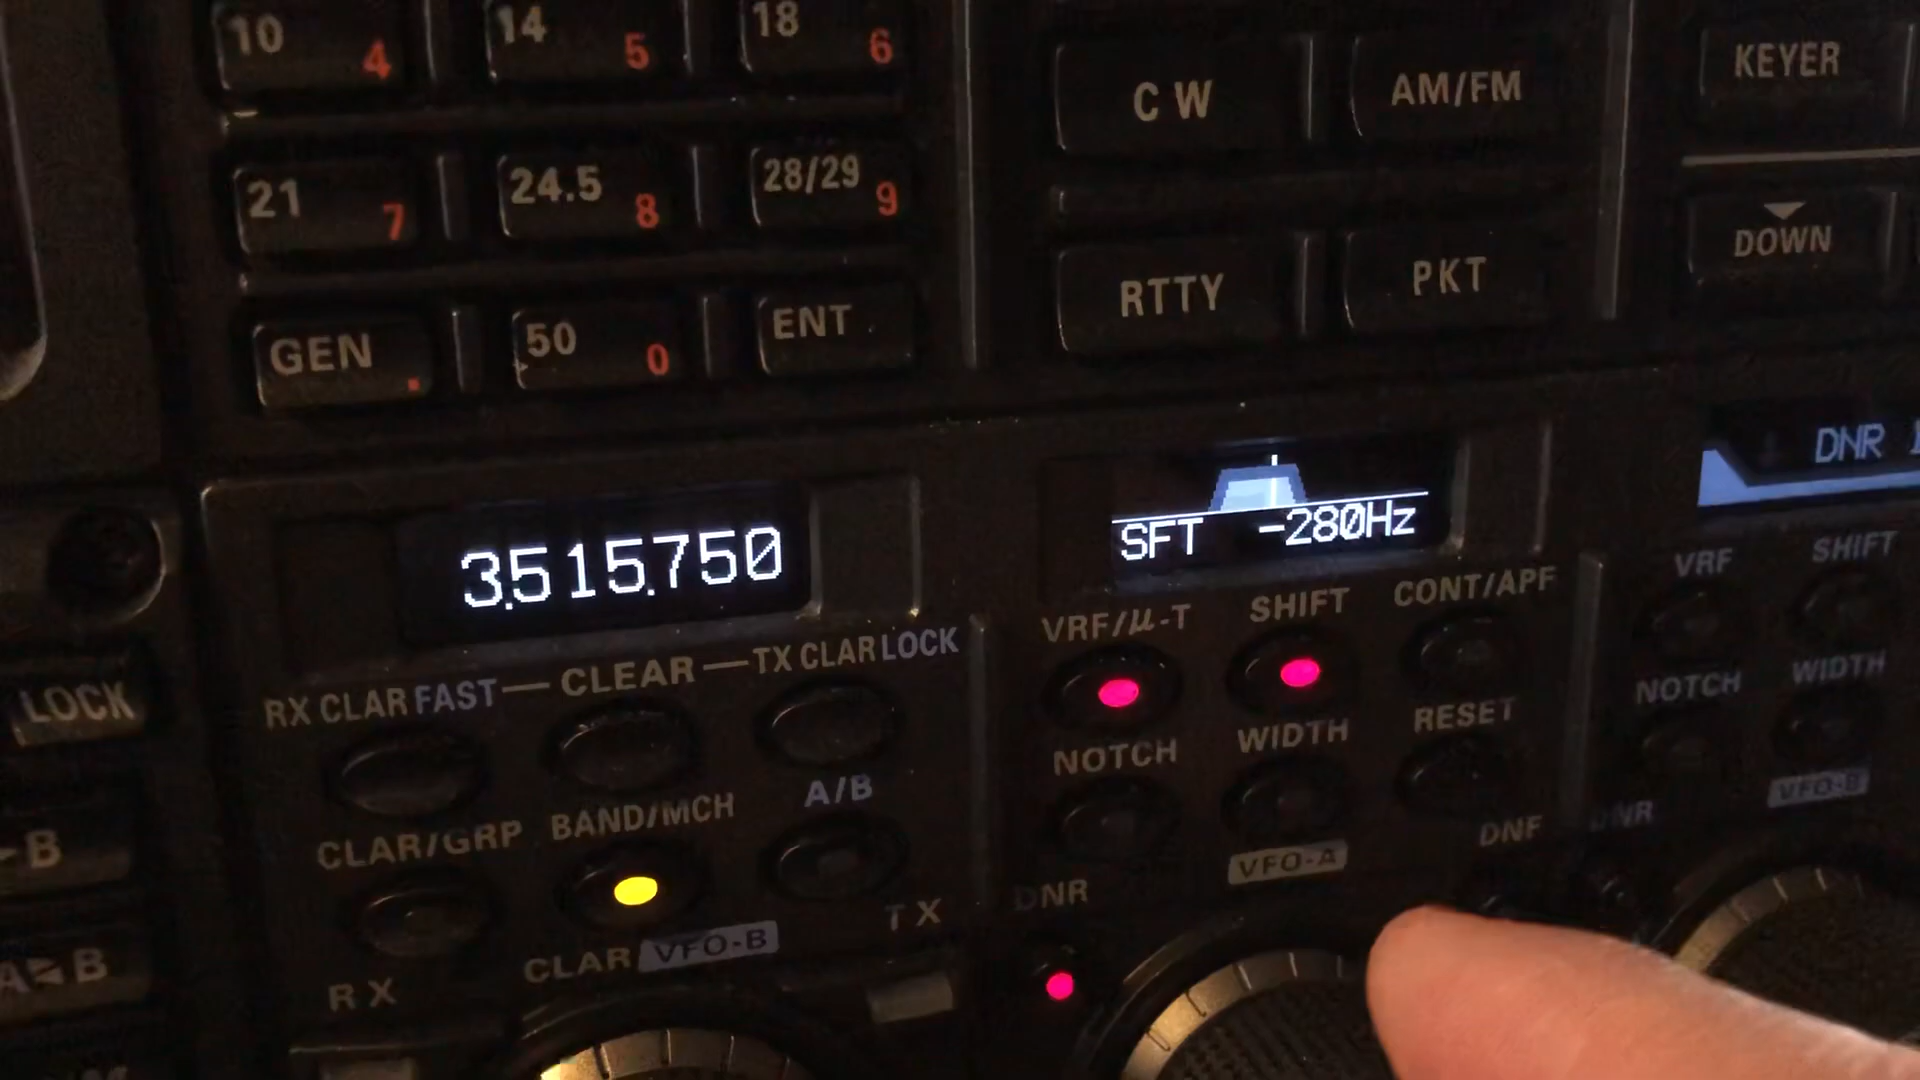 10 4
14 5
18 6
21 7
24.5 8
28/29 9
GEN .
50 0
ENT
C W
AM/FM
RTTY
PKT
KEYER
DOWN
LOCK
B
A B
3.515.750
RX CLAR FAST — CLEAR — TX CLAR LOCK
CLAR/GRP
BAND/MCH
A/B
RX
CLAR VFO-B
TX
SFT -280Hz
VRF/μ-T
SHIFT
CONT/APF
NOTCH
WIDTH
RESET
VFO-A
DNR
DNF
DNR
VRF
SHIFT
NOTCH
WIDTH
VFO-B
DNR